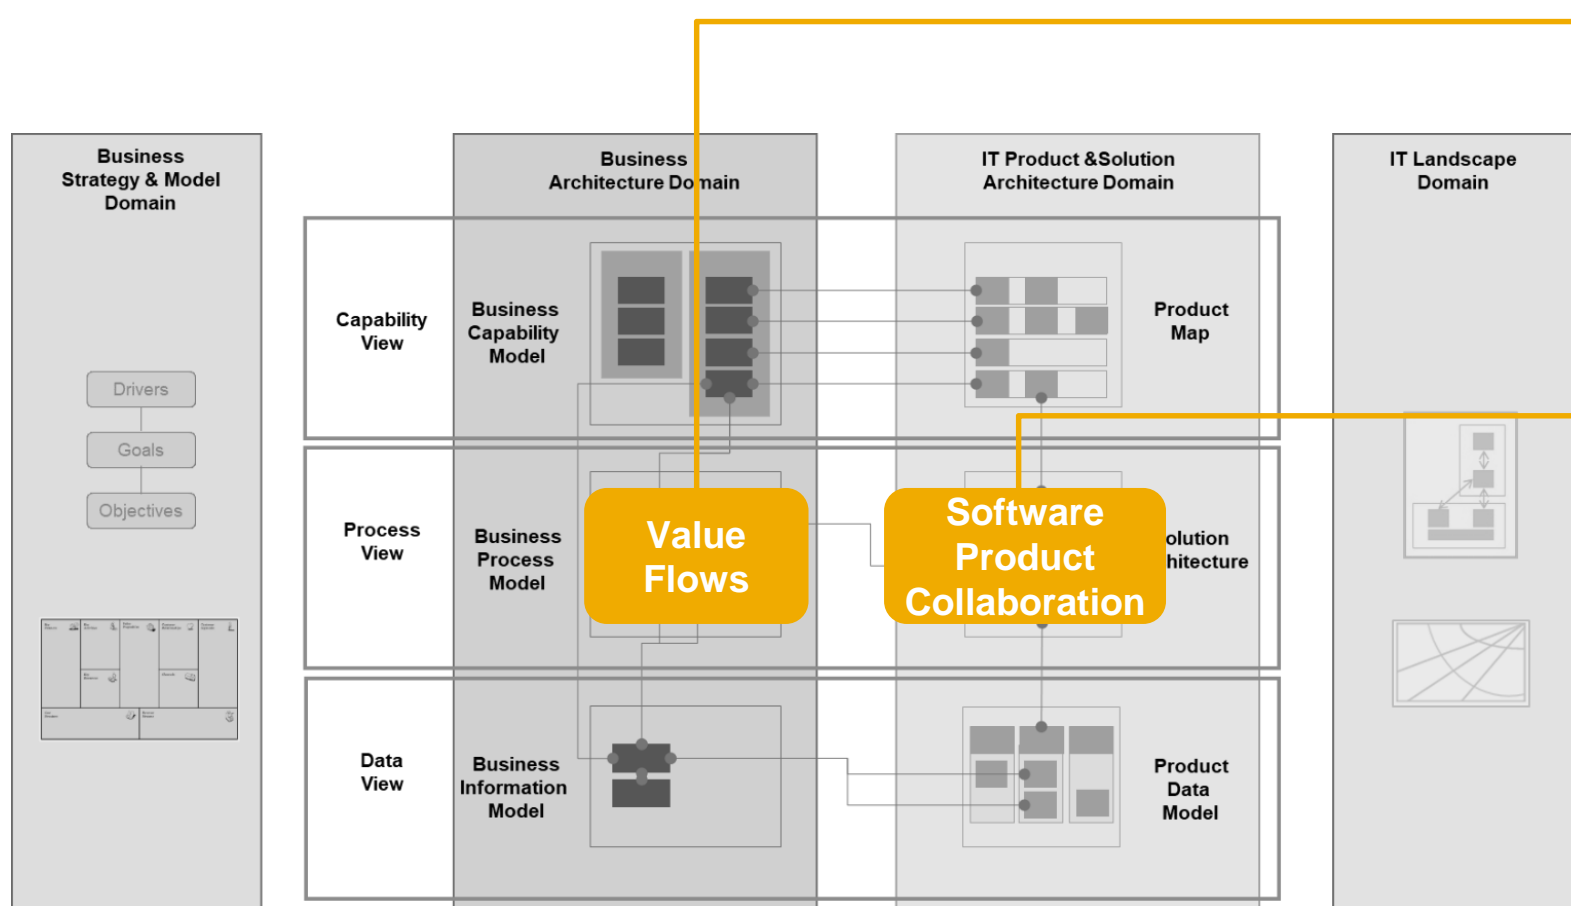 Business
Strategy & Model
Domain
Business
Architecture Domain
IT Product &Solution
Architecture Domain
IT Landscape
Domain
Capability
View
Business
Capability
Model
Product
Map
Drivers
Goals
Objectives
Process
View
Business
Process
Model
Value
Flows
Software
Product
Collaboration
olution
hitecture
Data
View
Business
Information
Model
Product
Data
Model